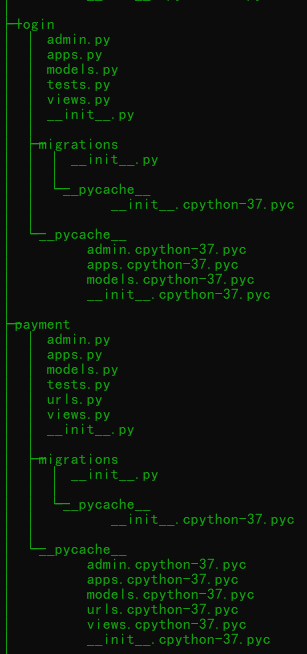 login
admin.py
apps.py
models.py
tests.py
views.py
__init__.py
migrations
__init__.py
__pycache__
__init__.cpython-37.pyc
__pycache__
admin.cpython-37.pyc
apps.cpython-37.pyc
models.cpython-37.pyc
__init__.cpython-37.pyc
payment
admin.py
apps.py
models.py
tests.py
urls.py
views.py
__init__.py
migrations
__init__.py
__pycache__
__init__.cpython-37.pyc
__pycache__
admin.cpython-37.pyc
apps.cpython-37.pyc
models.cpython-37.pyc
urls.cpython-37.pyc
views.cpython-37.pyc
__init__.cpython-37.pyc